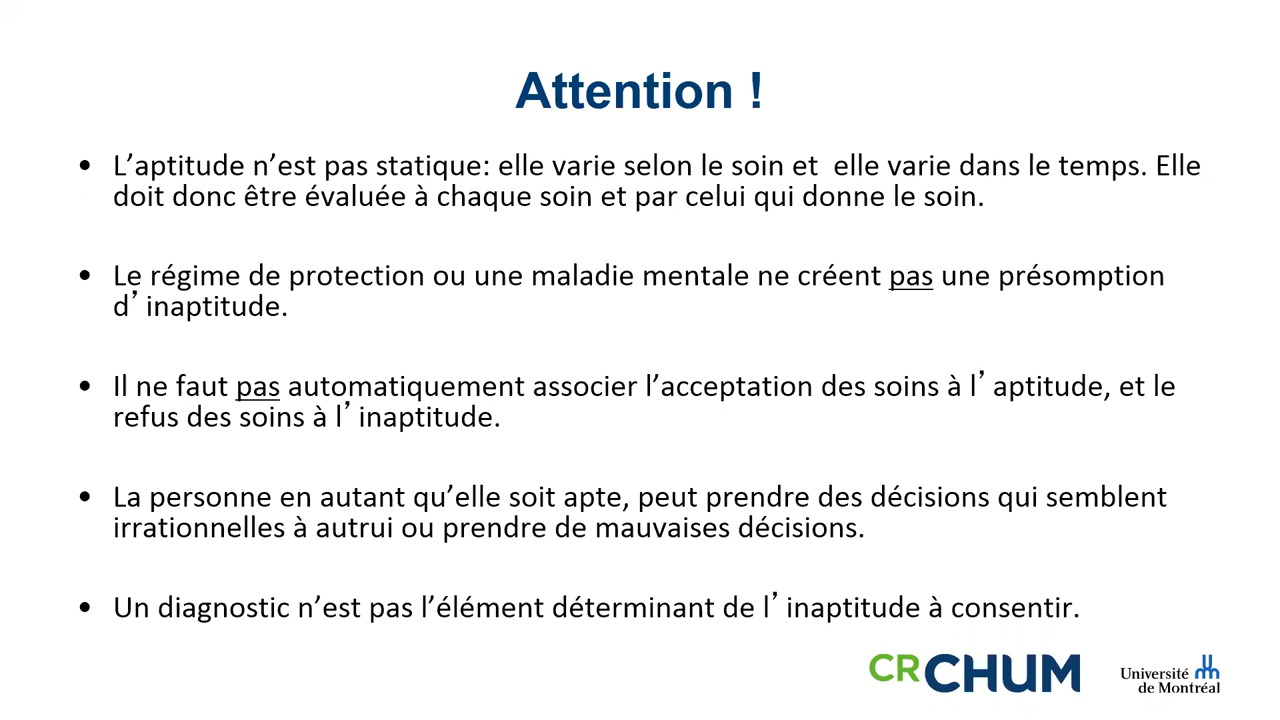 Attention !
• L’aptitude n’est pas statique: elle varie selon le soin et  elle varie dans le temps. Elle
doit donc être évaluée à chaque soin et par celui qui donne le soin.
• Le régime de protection ou une maladie mentale ne créent pas une présomption
d’ inaptitude.
• Il ne faut pas automatiquement associer l’acceptation des soins à l’ aptitude, et le
refus des soins à l’ inaptitude.
• La personne en autant qu’elle soit apte, peut prendre des décisions qui semblent
irrationnelles à autrui ou prendre de mauvaises décisions.
• Un diagnostic n’est pas l’élément déterminant de l’ inaptitude à consentir.
CRCHUM
Université
de Montréal